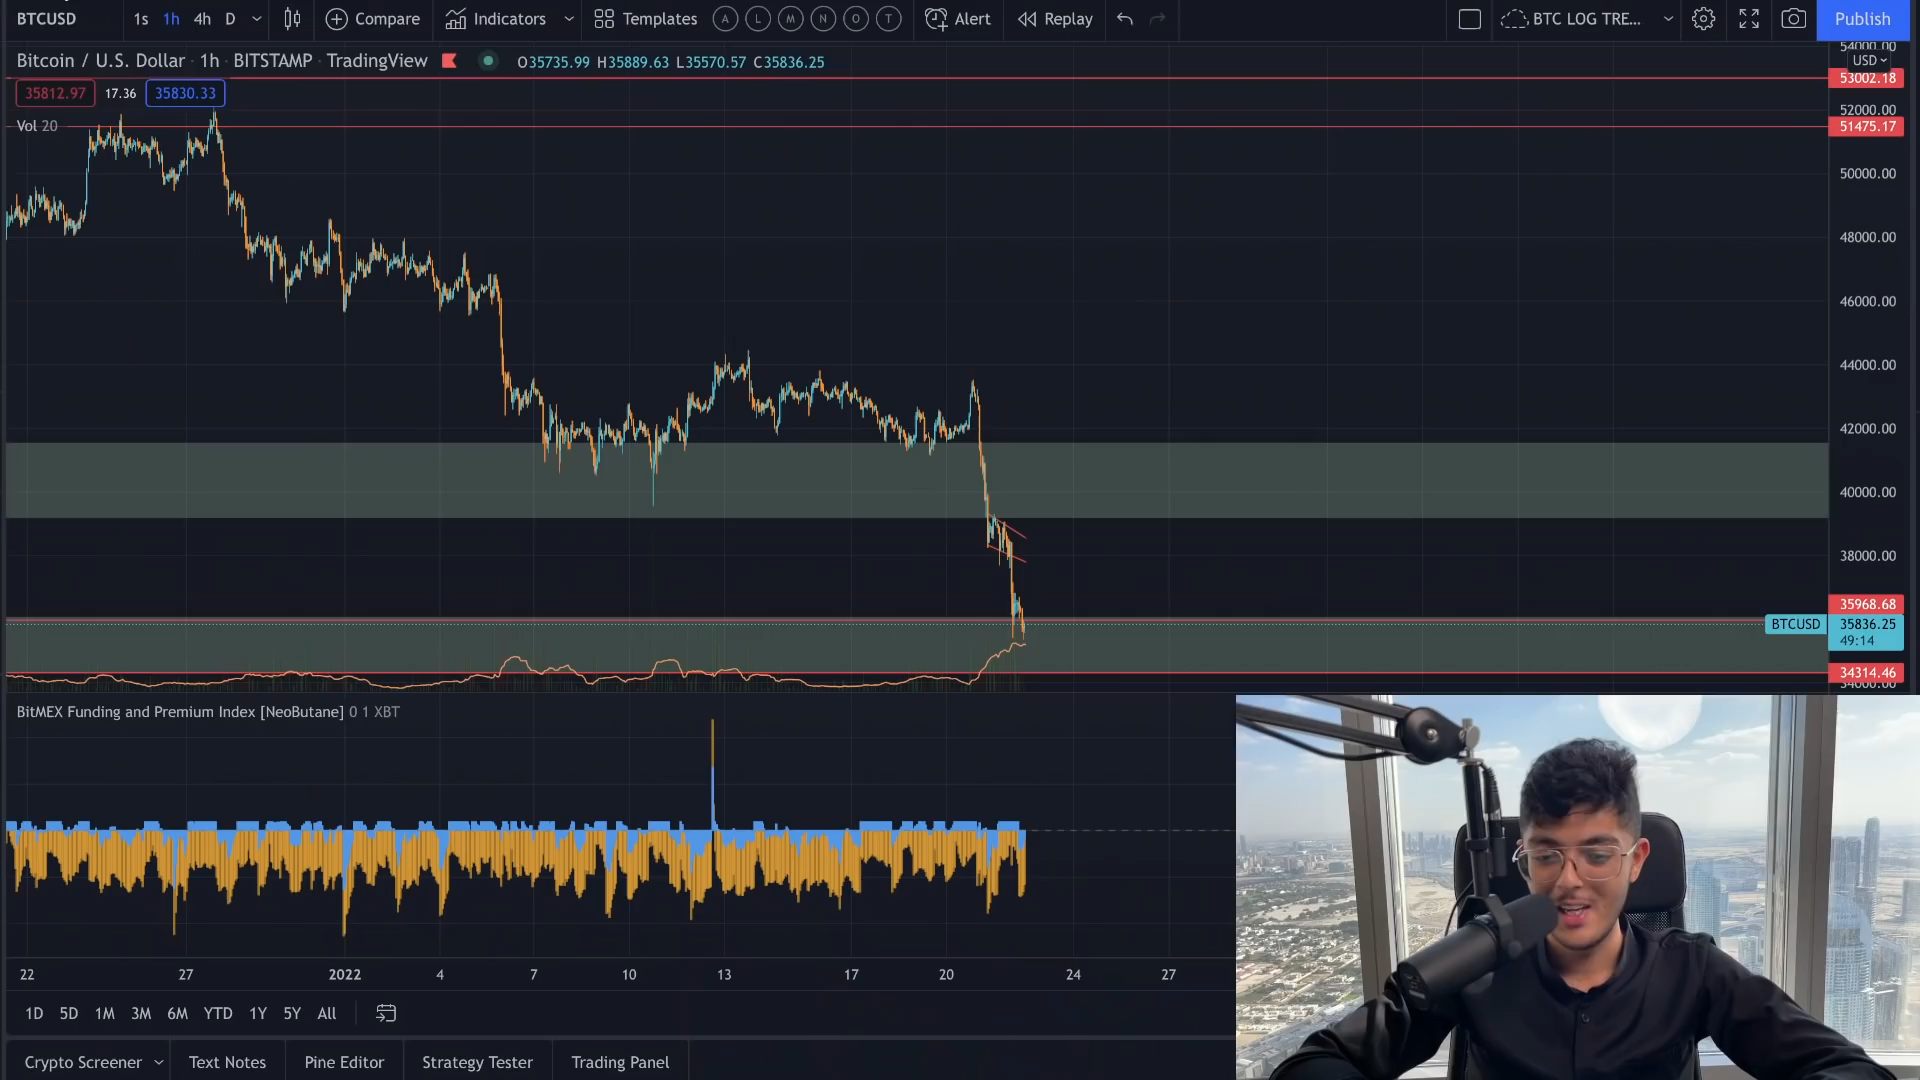 BTCUSD 1s 1h 4h D Compare Indicators Templates A L M N O T Alert Replay BTC LOG TRE... Publish
Bitcoin / U.S. Dollar · 1h · BITSTAMP · TradingView O35735.99 H35889.63 L35570.57 C35836.25
35812.97 17.36 35830.33
Vol 20
54000.00
USD
53002.18
52000.00
51475.17
50000.00
48000.00
46000.00
44000.00
42000.00
40000.00
38000.00
35968.68
BTCUSD 35836.25
49:14
34314.46
34000.00
BitMEX Funding and Premium Index [NeoButane] 0 1 XBT
22 27 2022 4 7 10 13 17 20 24 27
1D 5D 1M 3M 6M YTD 1Y 5Y All
Crypto Screener Text Notes Pine Editor Strategy Tester Trading Panel